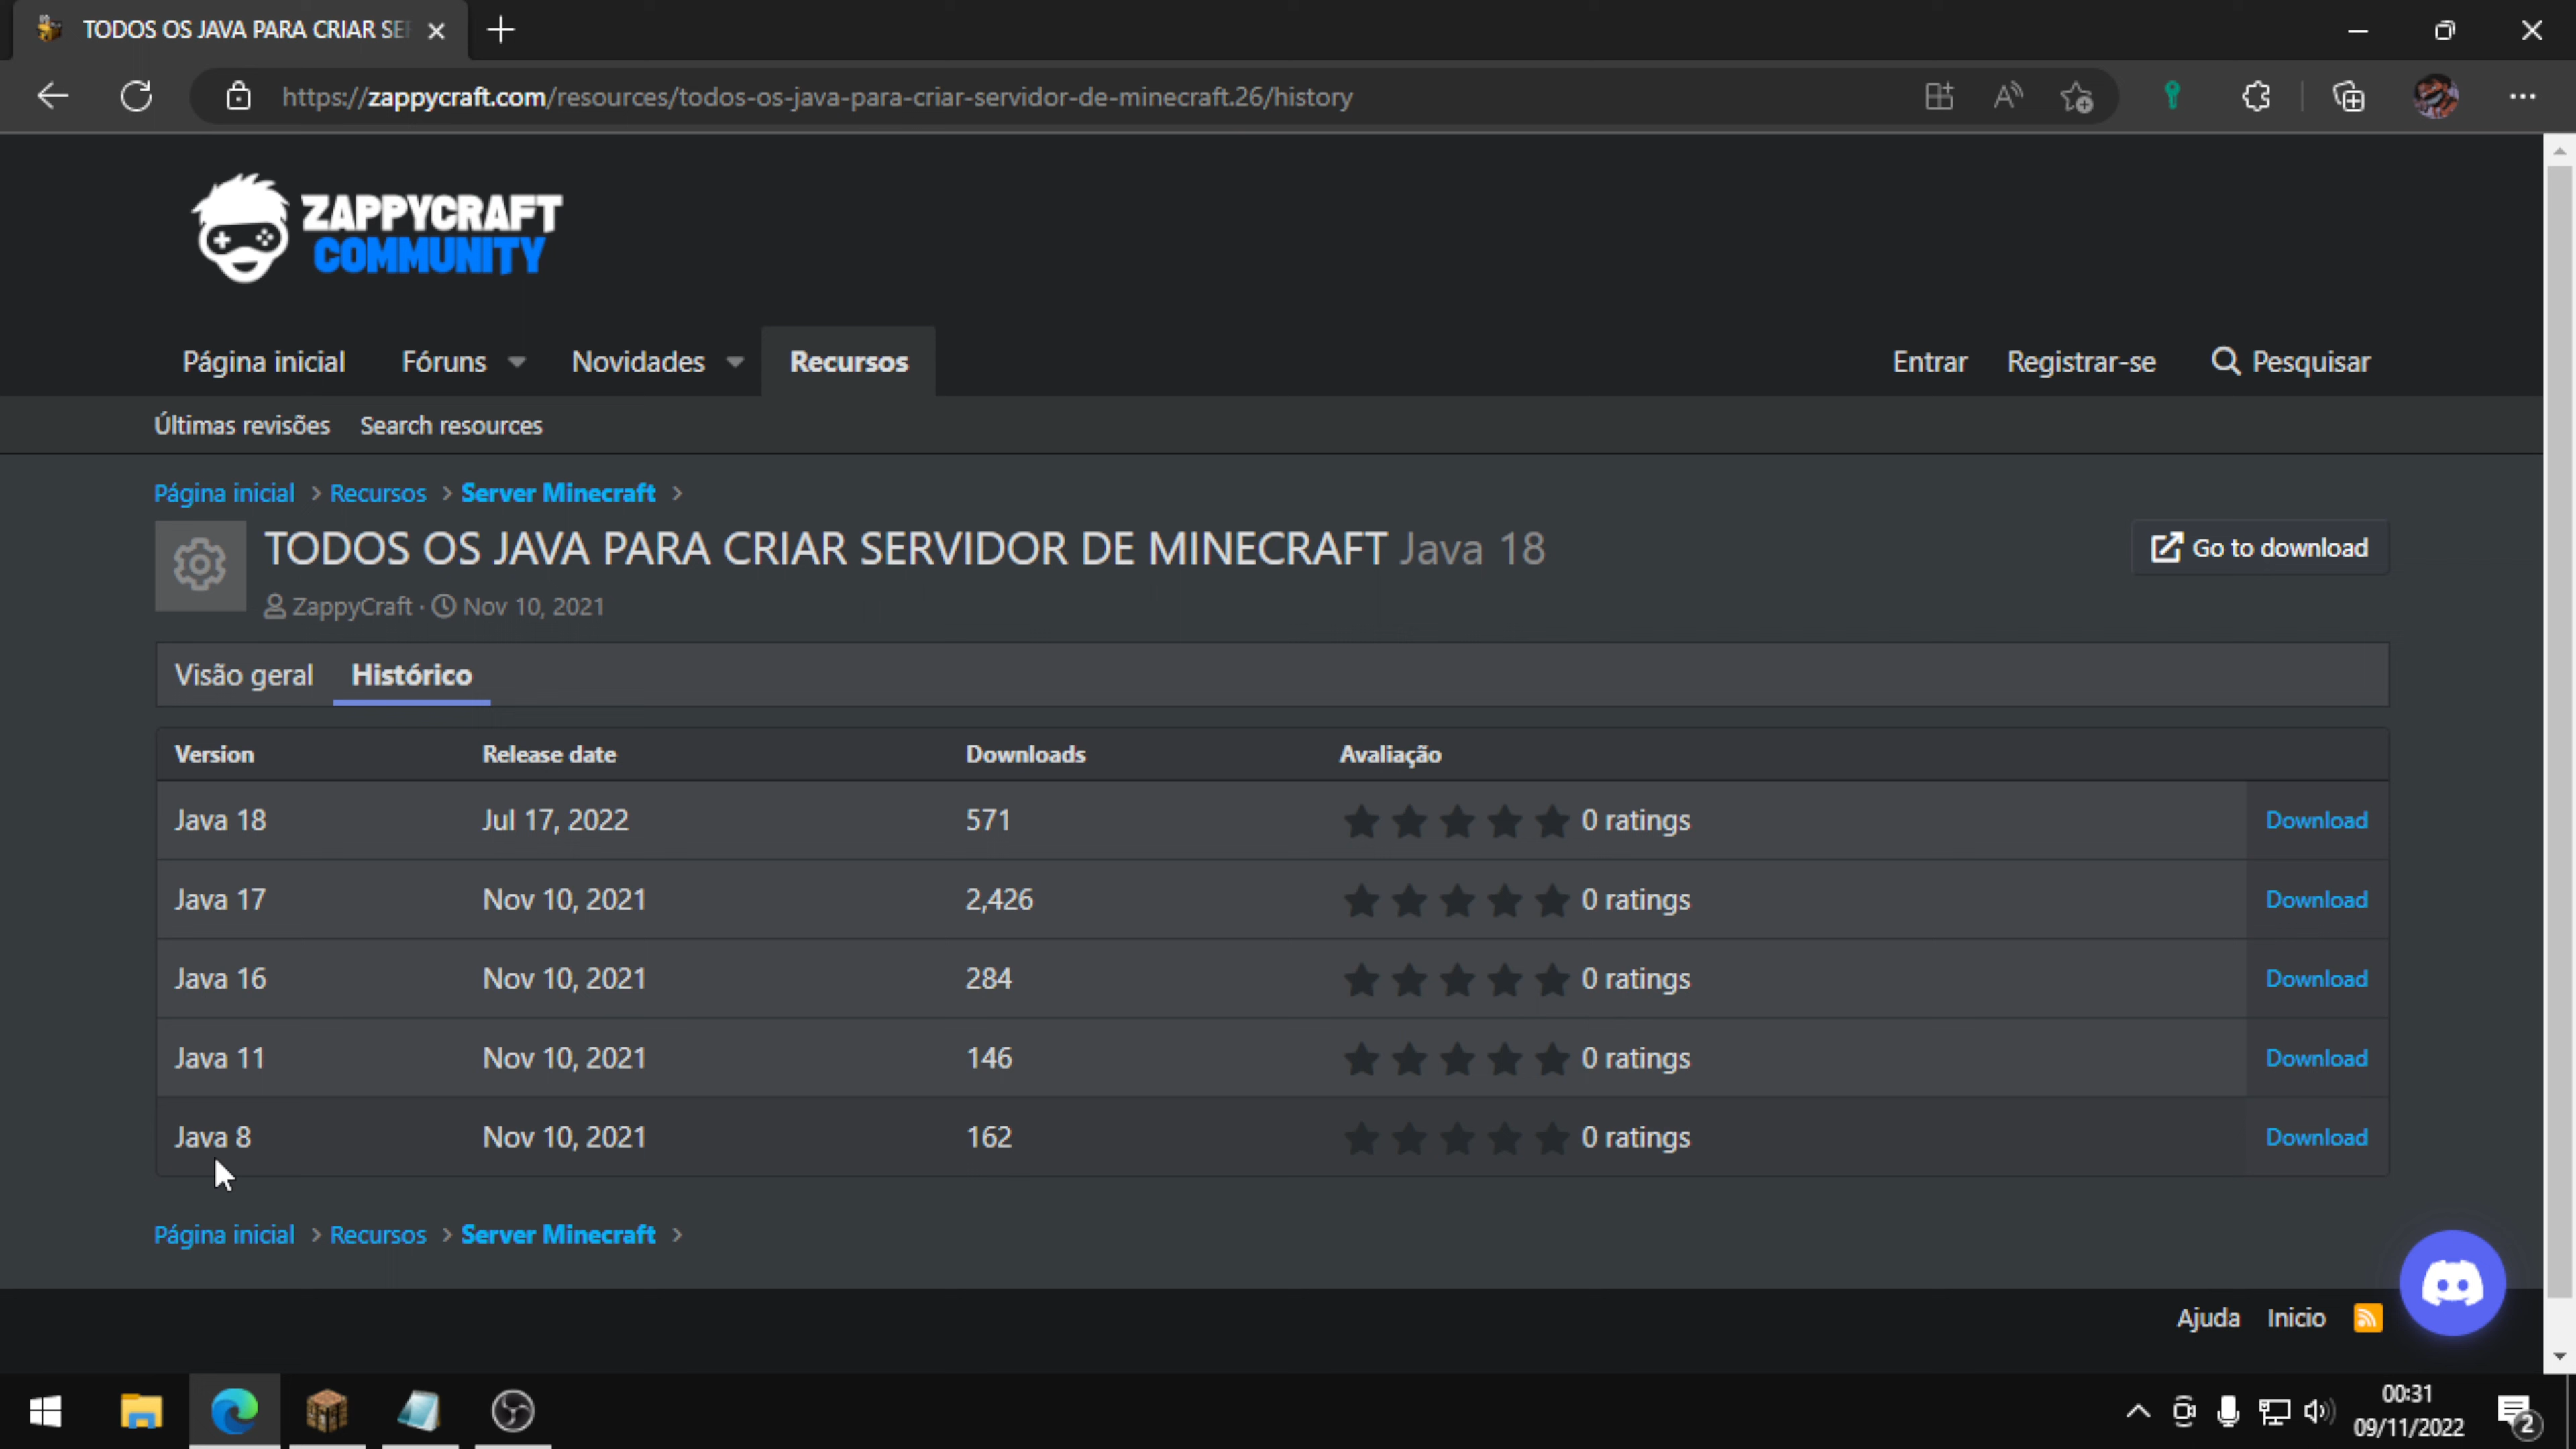 TODOS OS JAVA PARA CRIAR SE
https://zappycraft.com/resources/todos-os-java-para-criar-servidor-de-minecraft.26/history
ZAPPYCRAFT
COMMUNITY
Página inicial Fóruns Novidades Recursos Entrar Registrar-se Pesquisar
Últimas revisões Search resources
Página inicial > Recursos > Server Minecraft >
TODOS OS JAVA PARA CRIAR SERVIDOR DE MINECRAFT Java 18 Go to download
ZappyCraft · Nov 10, 2021
Visão geral Histórico
Version Release date Downloads Avaliação
Java 18 Jul 17, 2022 571 0 ratings Download
Java 17 Nov 10, 2021 2,426 0 ratings Download
Java 16 Nov 10, 2021 284 0 ratings Download
Java 11 Nov 10, 2021 146 0 ratings Download
Java 8 Nov 10, 2021 162 0 ratings Download
Página inicial > Recursos > Server Minecraft >
Ajuda Inicio
00:31
09/11/2022
2